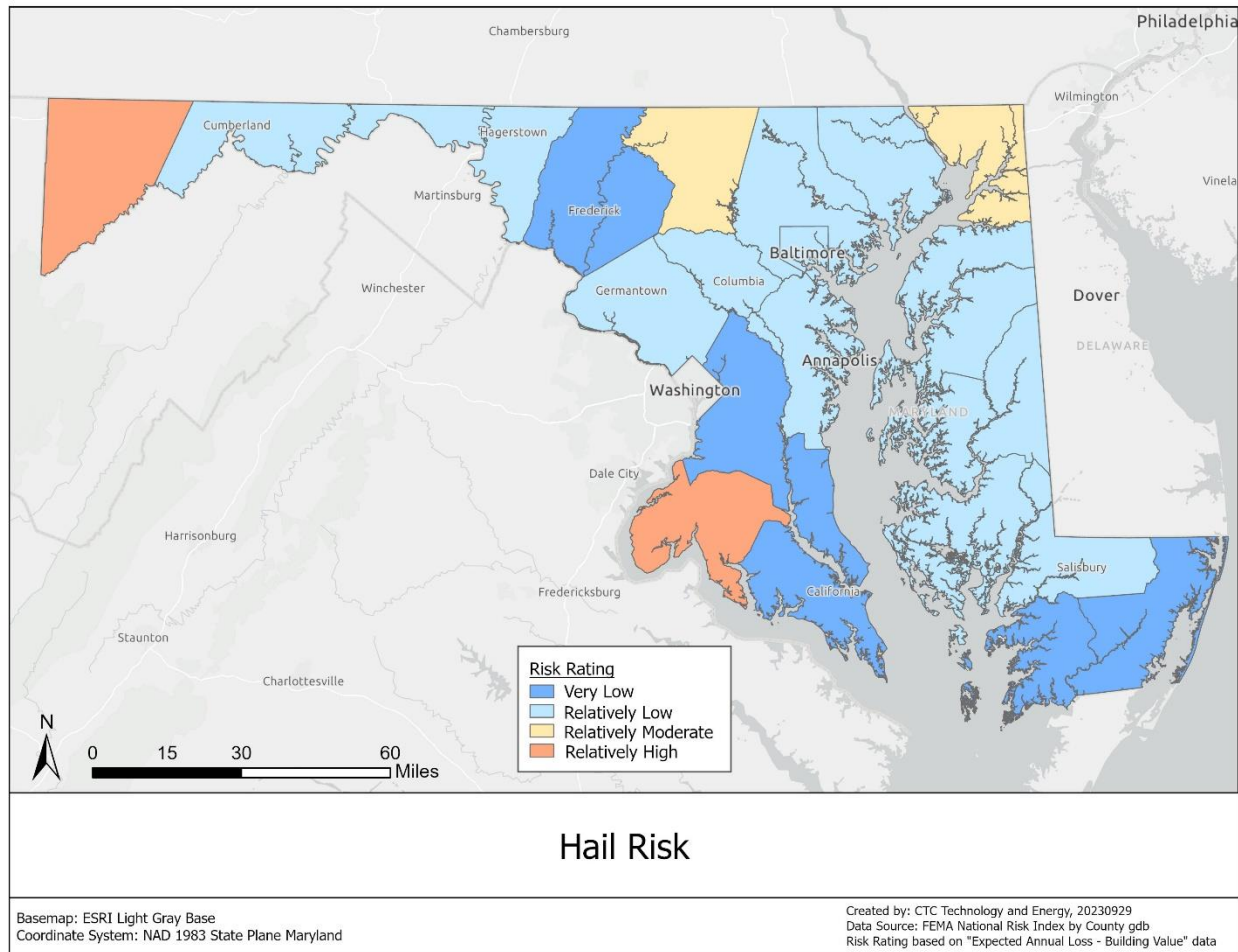 Philadelphia
Chambersburg
Wilmington
Cumberland
Hagerstown
Martinsburg
Vinela
Frederick
Baltimore
Columbia
Germantown
Winchester
Dover
DELAWARE
Annapolis
Washington
MARYLAND
Dale City
Harrisonburg
Salisbury
Fredericksburg
California
Staunton
Charlottesville
Risk Rating
Very Low
Relatively Low
Relatively Moderate
Relatively High
N
0 15 30 60
Miles
Hail Risk
Basemap: ESRI Light Gray Base
Coordinate System: NAD 1983 State Plane Maryland
Created by: CTC Technology and Energy, 20230929
Data Source: FEMA National Risk Index by County gdb
Risk Rating based on "Expected Annual Loss - Building Value" data